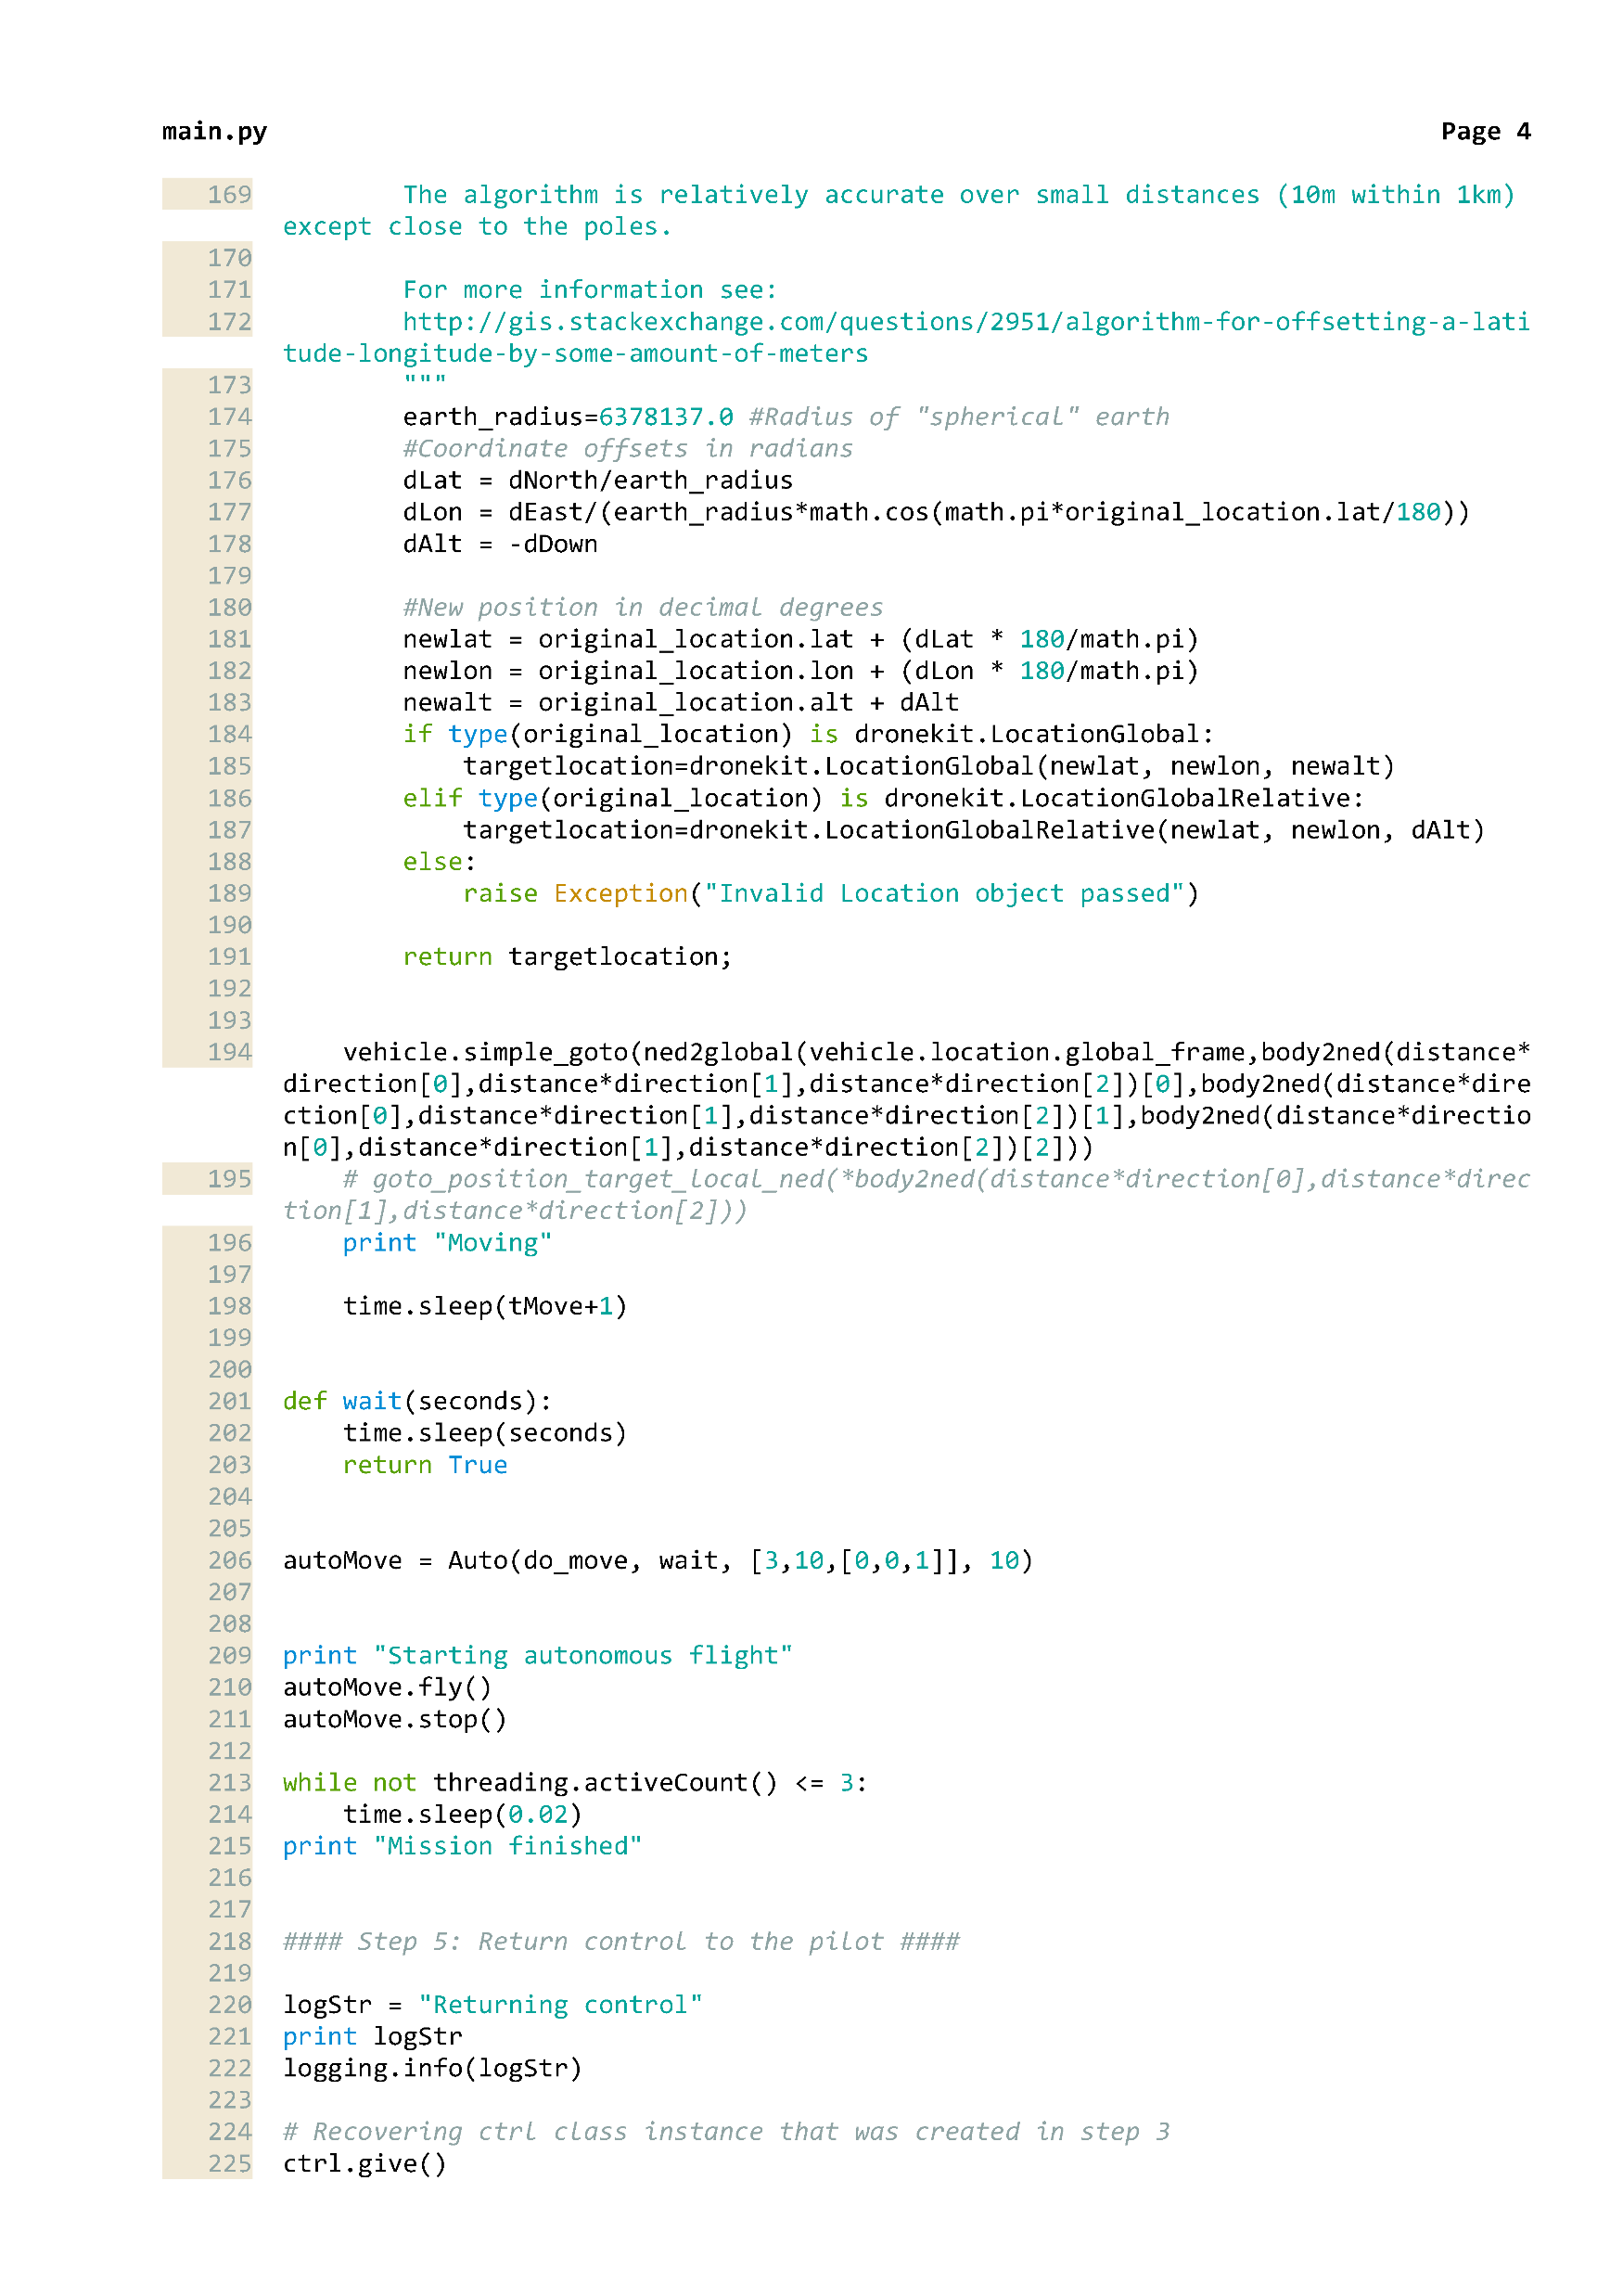 main.py Page 4
169 The algorithm is relatively accurate over small distances (10m within 1km)
except close to the poles.
170
171 For more information see:
172 http://gis.stackexchange.com/questions/2951/algorithm-for-offsetting-a-lati
tude-longitude-by-some-amount-of-meters
173 """
174 earth_radius=6378137.0 #Radius of "spherical" earth
175 #Coordinate offsets in radians
176 dLat = dNorth/earth_radius
177 dLon = dEast/(earth_radius*math.cos(math.pi*original_location.lat/180))
178 dAlt = -dDown
179
180 #New position in decimal degrees
181 newlat = original_location.lat + (dLat * 180/math.pi)
182 newlon = original_location.lon + (dLon * 180/math.pi)
183 newalt = original_location.alt + dAlt
184 if type(original_location) is dronekit.LocationGlobal:
185 targetlocation=dronekit.LocationGlobal(newlat, newlon, newalt)
186 elif type(original_location) is dronekit.LocationGlobalRelative:
187 targetlocation=dronekit.LocationGlobalRelative(newlat, newlon, dAlt)
188 else:
189 raise Exception("Invalid Location object passed")
190
191 return targetlocation;
192
193
194 vehicle.simple_goto(ned2global(vehicle.location.global_frame,body2ned(distance*
direction[0],distance*direction[1],distance*direction[2])[0],body2ned(distance*dire
ction[0],distance*direction[1],distance*direction[2])[1],body2ned(distance*directio
n[0],distance*direction[1],distance*direction[2])[2]))
195 # goto_position_target_local_ned(*body2ned(distance*direction[0],distance*direc
tion[1],distance*direction[2]))
196 print "Moving"
197
198 time.sleep(tMove+1)
199
200
201 def wait(seconds):
202 time.sleep(seconds)
203 return True
204
205
206 autoMove = Auto(do_move, wait, [3,10,[0,0,1]], 10)
207
208
209 print "Starting autonomous flight"
210 autoMove.fly()
211 autoMove.stop()
212
213 while not threading.activeCount() <= 3:
214 time.sleep(0.02)
215 print "Mission finished"
216
217
218 #### Step 5: Return control to the pilot ####
219
220 logStr = "Returning control"
221 print logStr
222 logging.info(logStr)
223
224 # Recovering ctrl class instance that was created in step 3
225 ctrl.give()